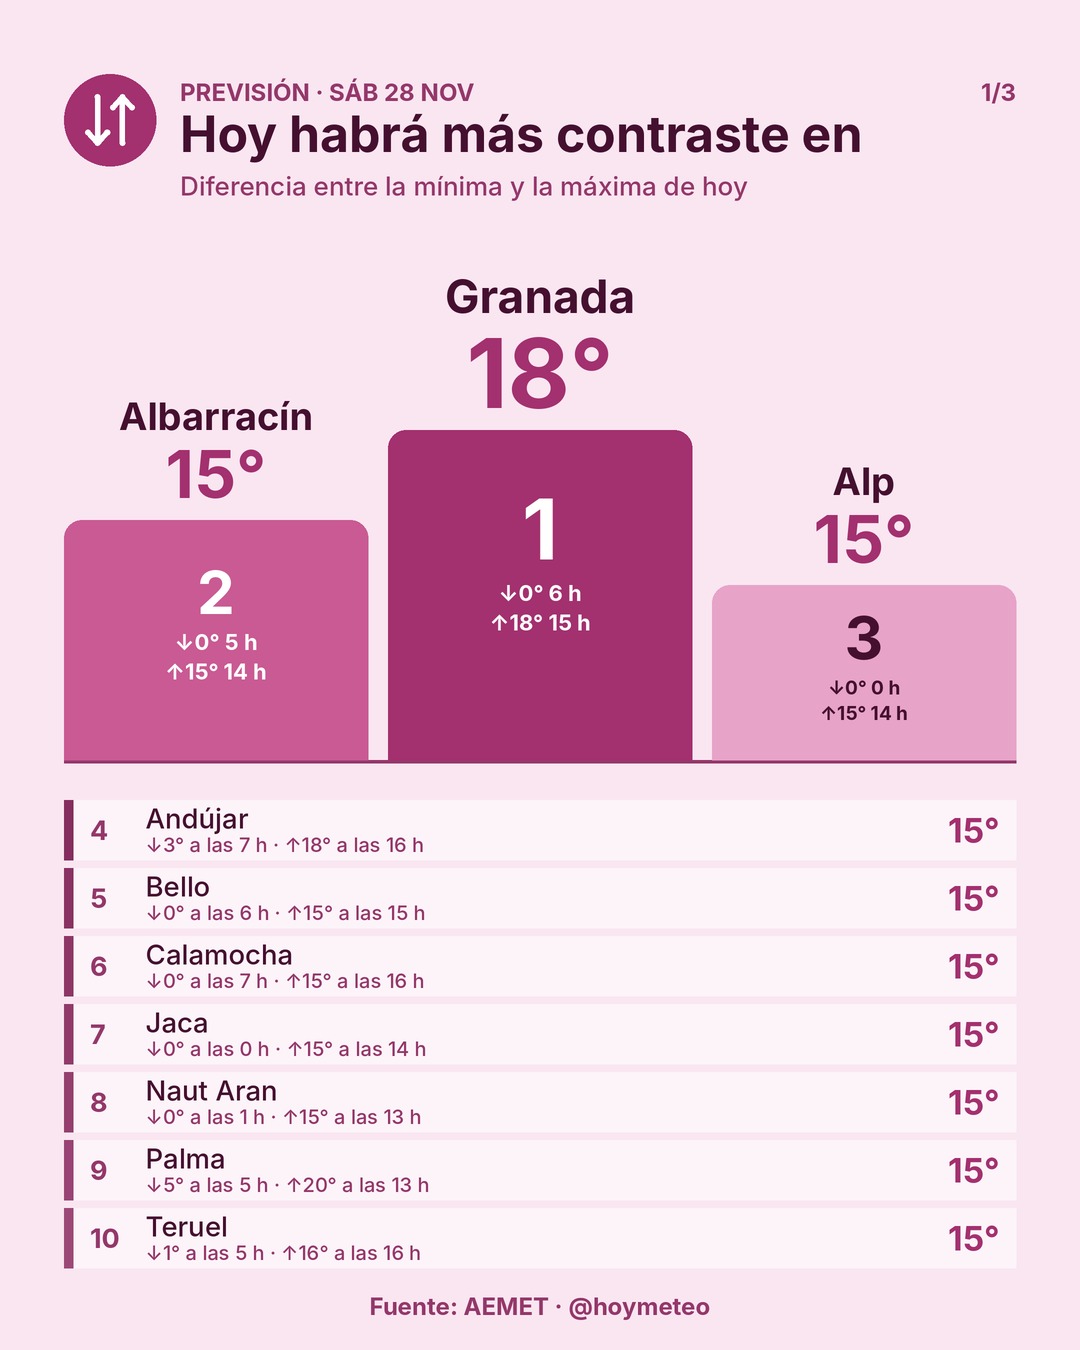 PREVISIÓN · SÁB 28 NOV
1/3
Hoy habrá más contraste en
Diferencia entre la mínima y la máxima de hoy
Granada
18°
Albarracín
15°
Alp
15°
1
↓0° 6 h
↑18° 15 h
2
↓0° 5 h
↑15° 14 h
3
↓0° 0 h
↑15° 14 h
4
Andújar
↓3° a las 7 h · ↑18° a las 16 h
15°
5
Bello
↓0° a las 6 h · ↑15° a las 15 h
15°
6
Calamocha
↓0° a las 7 h · ↑15° a las 16 h
15°
7
Jaca
↓0° a las 0 h · ↑15° a las 14 h
15°
8
Naut Aran
↓0° a las 1 h · ↑15° a las 13 h
15°
9
Palma
↓5° a las 5 h · ↑20° a las 13 h
15°
10
Teruel
↓1° a las 5 h · ↑16° a las 16 h
15°
Fuente: AEMET · @hoymeteo